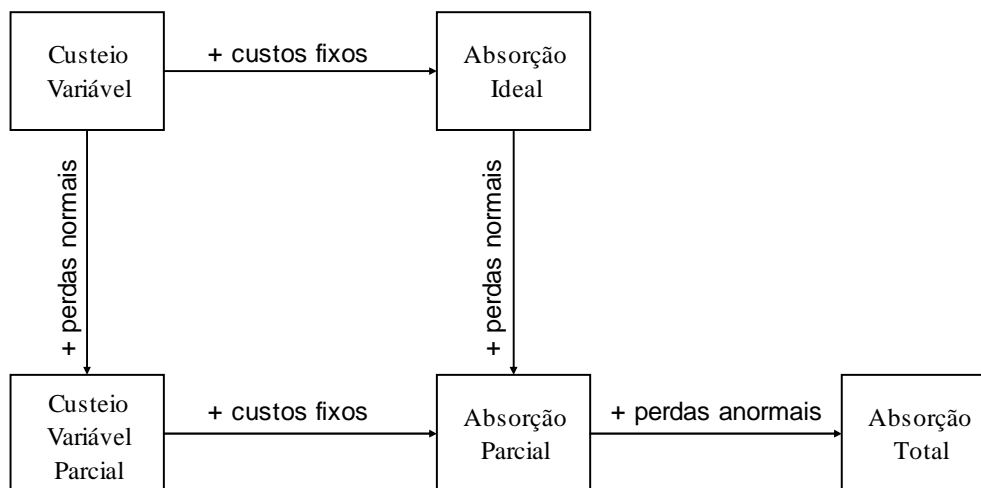 Custeio
Variável
+ custos fixos
Absorção
Ideal
+ perdas normais
+ perdas normais
Custeio
Variável
Parcial
+ custos fixos
Absorção
Parcial
+ perdas anormais
Absorção
Total